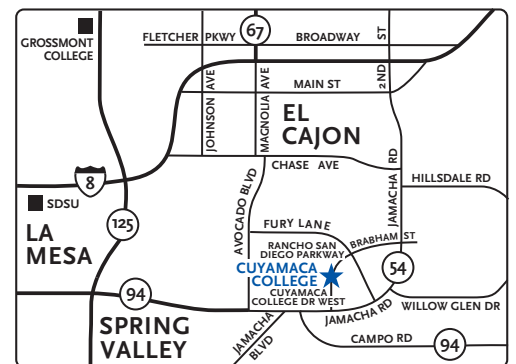 GROSSMONT
COLLEGE
FLETCHER PKWY
67
BROADWAY
2ND ST
JOHNSON AVE
MAGNOLIA AVE
MAIN ST
EL
CAJON
8
CHASE AVE
JAMACHA RD
HILLSDALE RD
SDSU
125
LA
MESA
AVOCADO BLVD
FURY LANE
RANCHO SAN
DIEGO PARKWAY
BRABHAM ST
CUYAMACA
COLLEGE
54
CUYAMACA
COLLEGE DR WEST
94
WILLOW GLEN DR
JAMACHA RD
SPRING
VALLEY
JAMACHA
BLVD
CAMPO RD
94